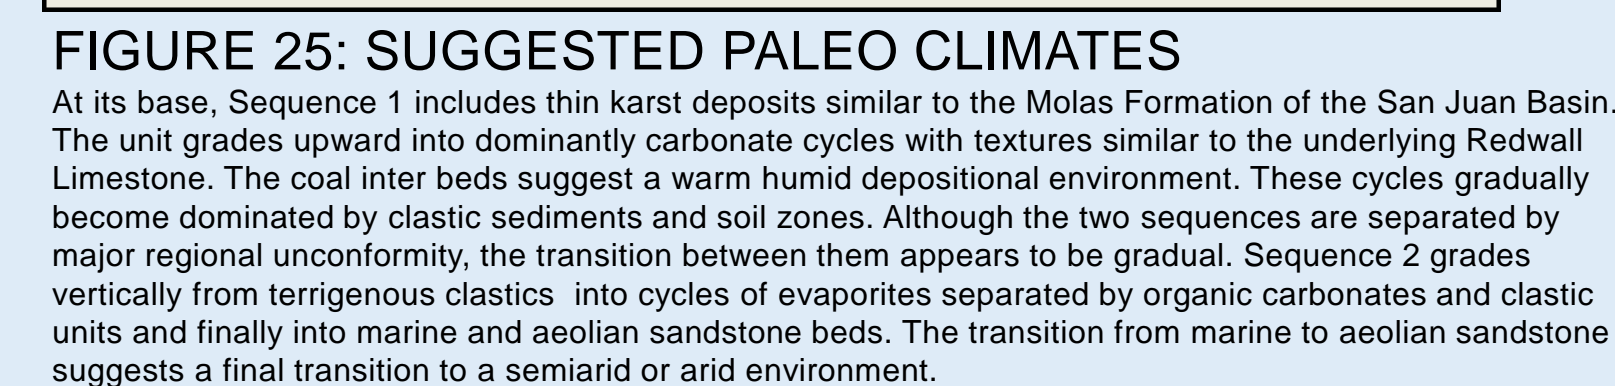 FIGURE 25: SUGGESTED PALEO CLIMATES
At its base, Sequence 1 includes thin karst deposits similar to the Molas Formation of the San Juan Basin.
The unit grades upward into dominantly carbonate cycles with textures similar to the underlying Redwall
Limestone. The coal inter beds suggest a warm humid depositional environment. These cycles gradually
become dominated by clastic sediments and soil zones. Although the two sequences are separated by
major regional unconformity, the transition between them appears to be gradual. Sequence 2 grades
vertically from terrigenous clastics  into cycles of evaporites separated by organic carbonates and clastic
units and finally into marine and aeolian sandstone beds. The transition from marine to aeolian sandstone
suggests a final transition to a semiarid or arid environment.